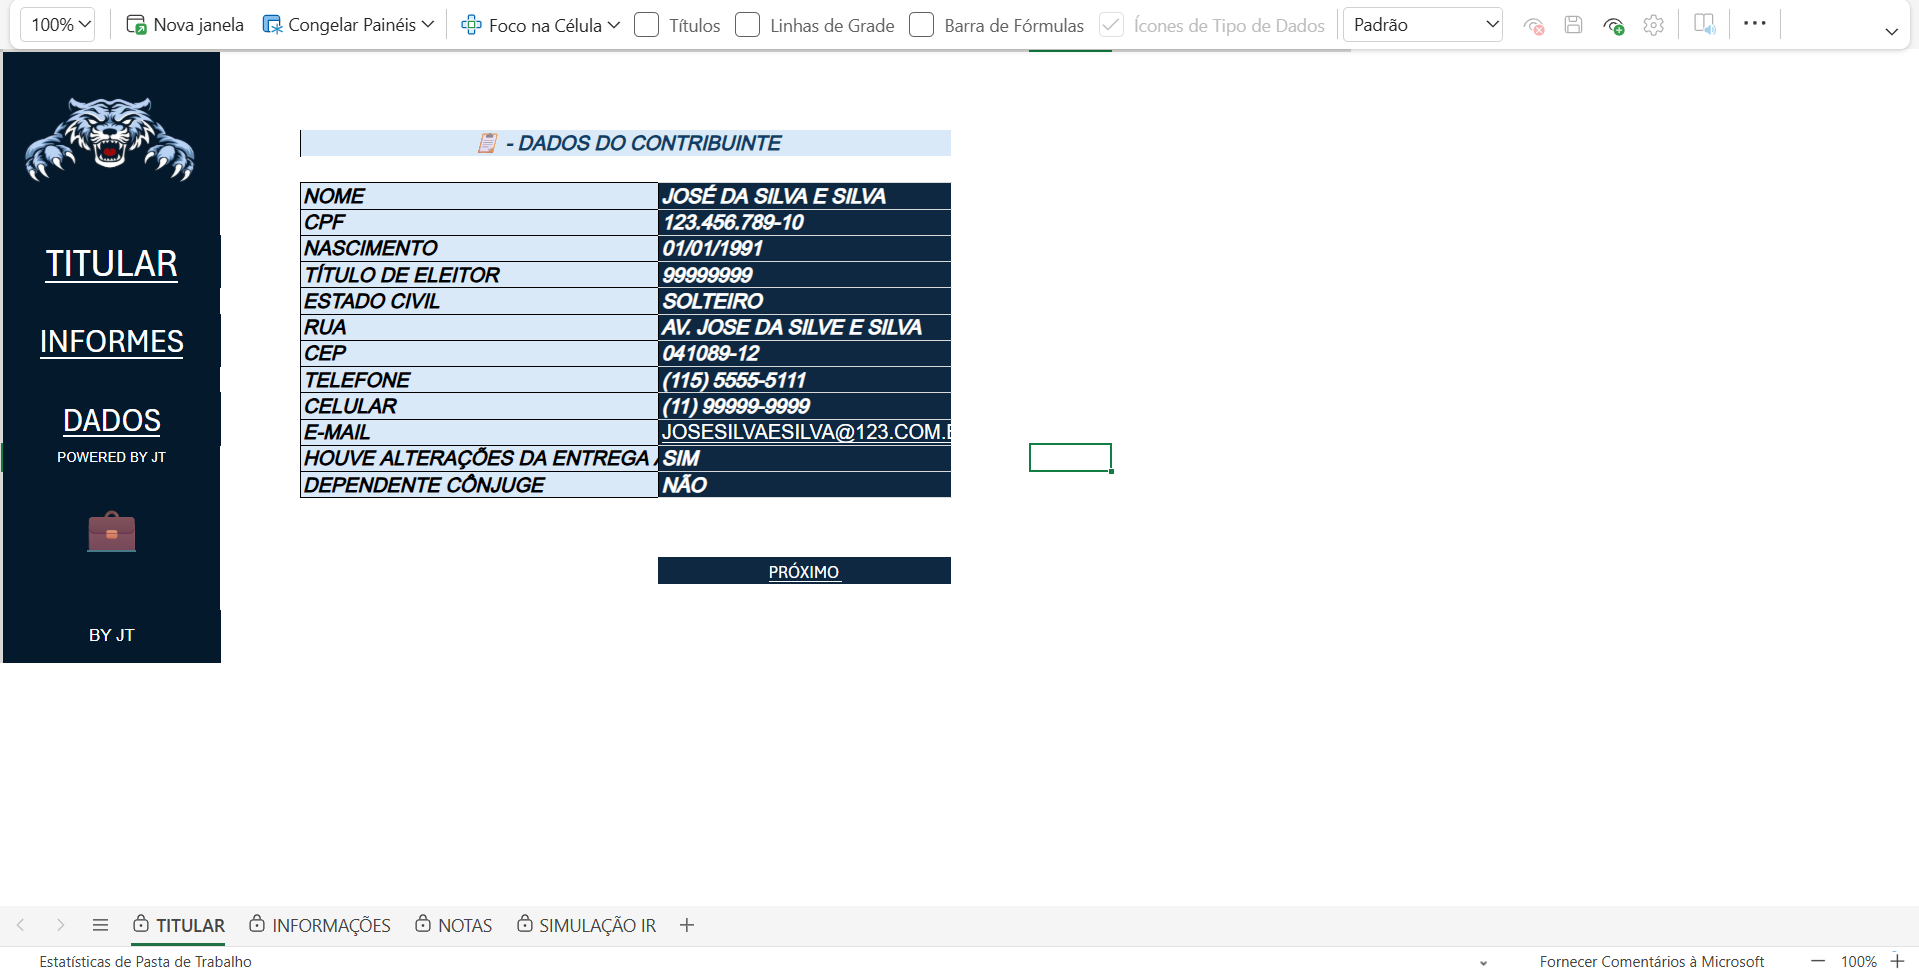 100% Nova janela Congelar Painéis Foco na Célula Títulos Linhas de Grade Barra de Fórmulas Ícones de Tipo de Dados Padrão
TITULAR
INFORMES
DADOS
POWERED BY JT
BY JT
- DADOS DO CONTRIBUINTE
NOME JOSÉ DA SILVA E SILVA
CPF 123.456.789-10
NASCIMENTO 01/01/1991
TÍTULO DE ELEITOR 99999999
ESTADO CIVIL SOLTEIRO
RUA AV. JOSE DA SILVE E SILVA
CEP 041089-12
TELEFONE (115) 5555-5111
CELULAR (11) 99999-9999
E-MAIL JOSESILVAESILVA@123.COM.
HOUVE ALTERAÇÕES DA ENTREGA SIM
DEPENDENTE CÔNJUGE NÃO
PRÓXIMO
TITULAR INFORMAÇÕES NOTAS SIMULAÇÃO IR
Estatísticas de Pasta de Trabalho Fornecer Comentários à Microsoft 100%